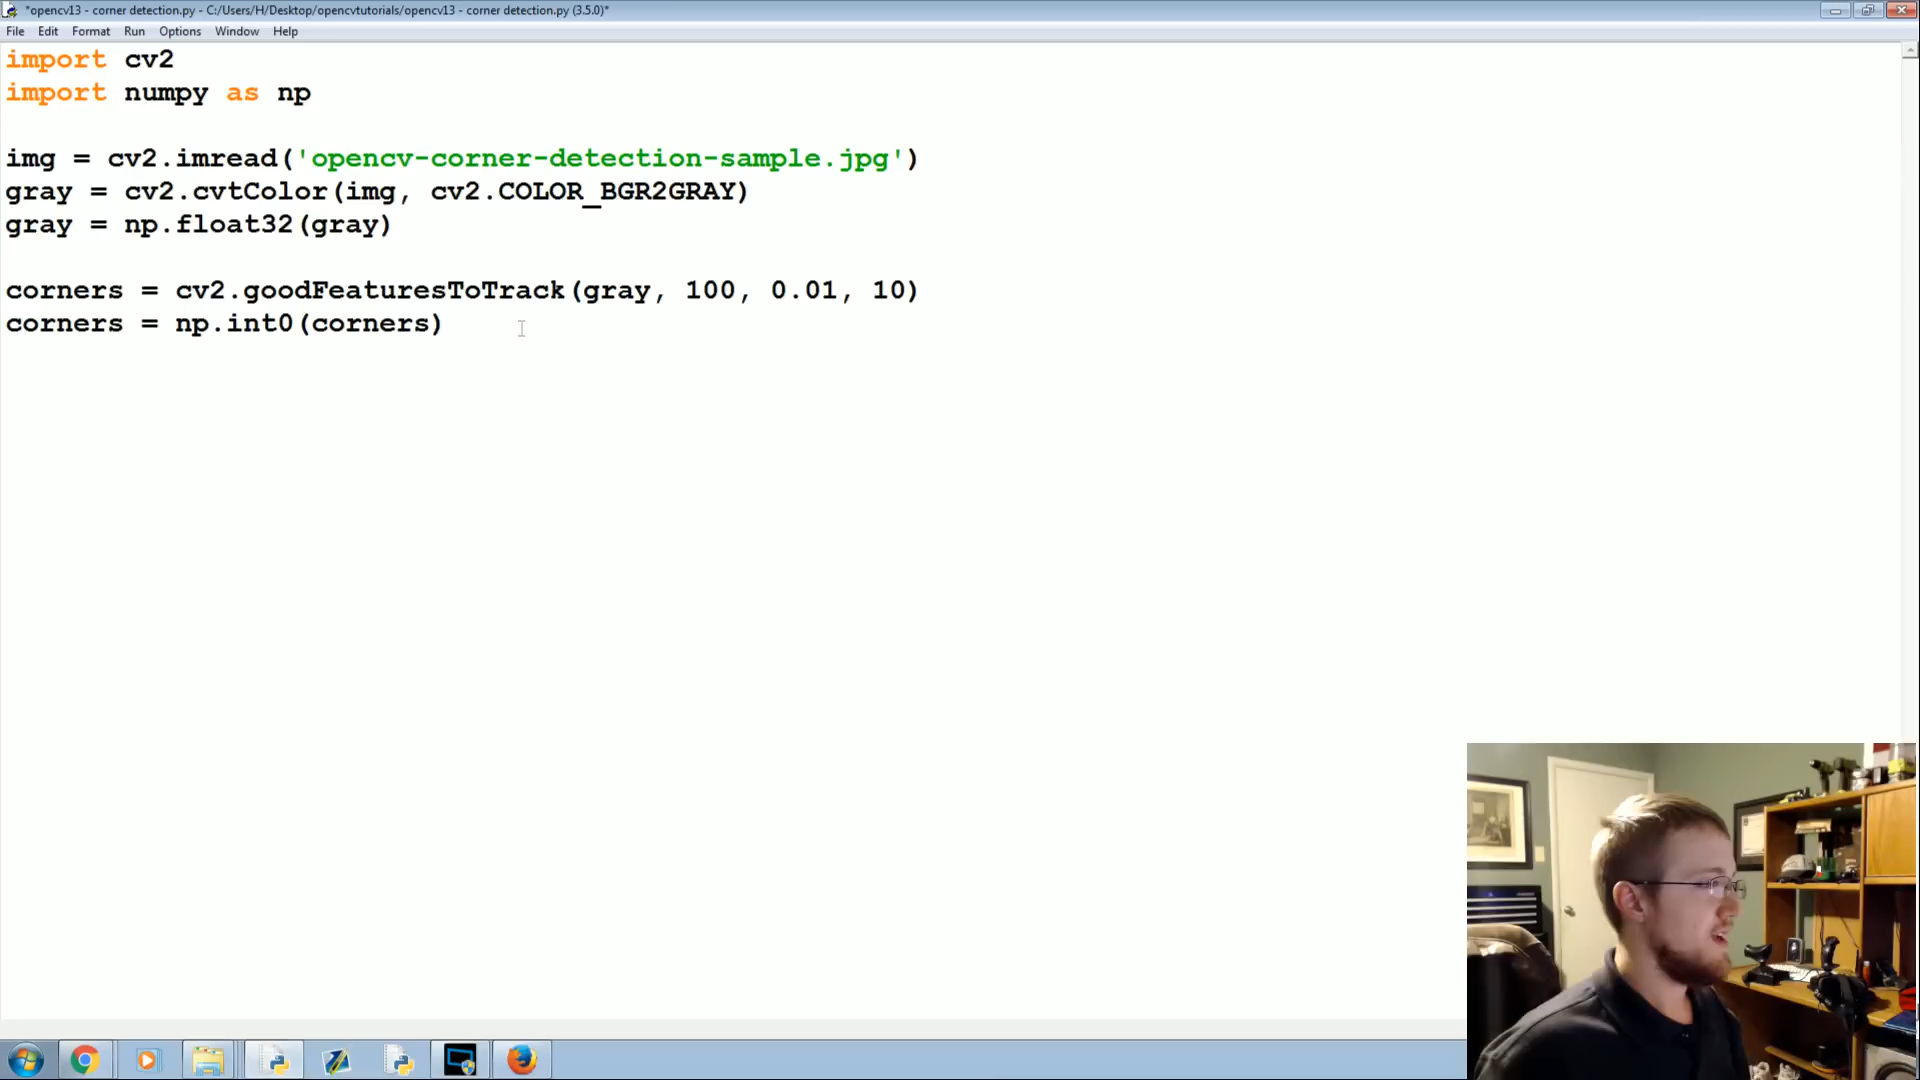 *opencv13 - corner detection.py - C:/Users/H/Desktop/opencvtutorials/opencv13 - corner detection.py (3.5.0)*
File Edit Format Run Options Window Help
import cv2
import numpy as np
img = cv2.imread('opencv-corner-detection-sample.jpg')
gray = cv2.cvtColor(img, cv2.COLOR_BGR2GRAY)
gray = np.float32(gray)
corners = cv2.goodFeaturesToTrack(gray, 100, 0.01, 10)
corners = np.int0(corners)